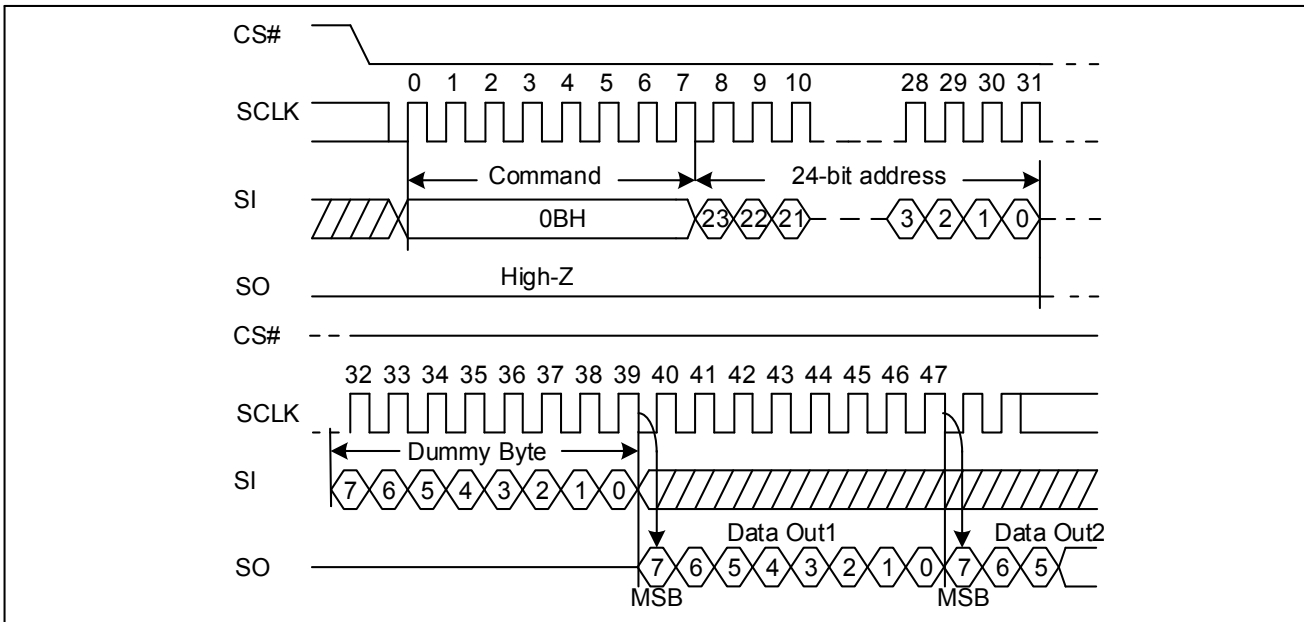 CS#
0 1 2 3 4 5 6 7 8 9 10 28 29 30 31
SCLK
Command 24-bit address
SI
0BH 23 22 21 3 2 1 0
High-Z
SO
CS#
32 33 34 35 36 37 38 39 40 41 42 43 44 45 46 47
SCLK
Dummy Byte
SI
7 6 5 4 3 2 1 0
Data Out1 Data Out2
SO
7 6 5 4 3 2 1 0 7 6 5
MSB MSB